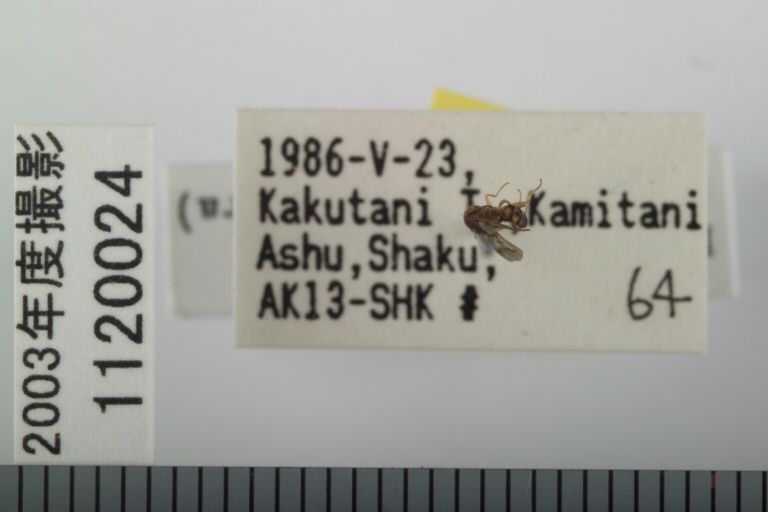 2003年度撮影
1120024
1986-V-23,
Kakutani Kamitani
Ashu,Shaku,
AK13-SHK # 64